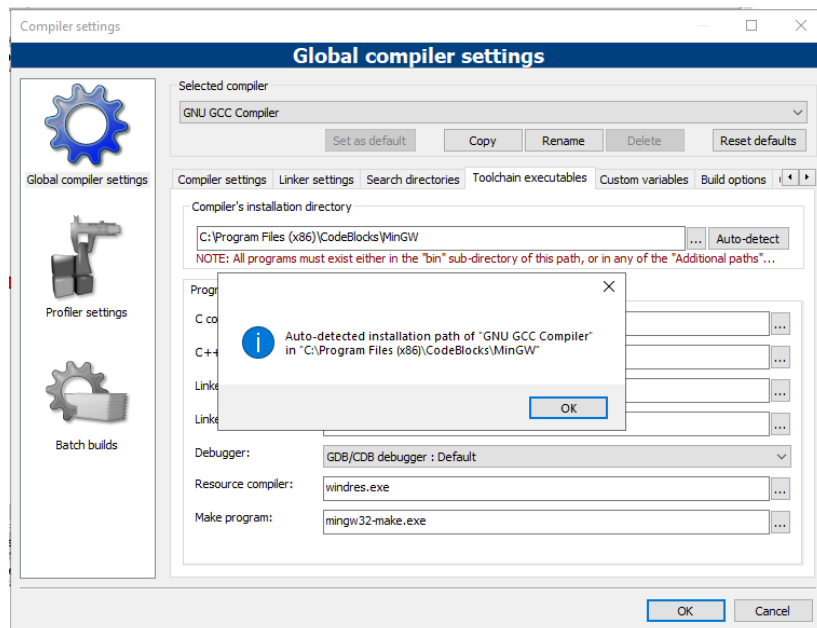 Compiler settings
Global compiler settings
Selected compiler
GNU GCC Compiler
Set as default Copy Rename Delete Reset defaults
Global compiler settings
Compiler settings Linker settings Search directories Toolchain executables Custom variables Build options
Compiler's installation directory
C:\Program Files (x86)\CodeBlocks\MinGW ... Auto-detect
NOTE: All programs must exist either in the "bin" sub-directory of this path, or in any of the "Additional paths"...
Profiler settings
Batch builds
Progr
C co
...
C++
...
Linke
...
Linke
...
Auto-detected installation path of "GNU GCC Compiler"
in "C:\Program Files (x86)\CodeBlocks\MinGW"
OK
Debugger: GDB/CDB debugger : Default
Resource compiler: windres.exe ...
Make program: mingw32-make.exe ...
OK Cancel